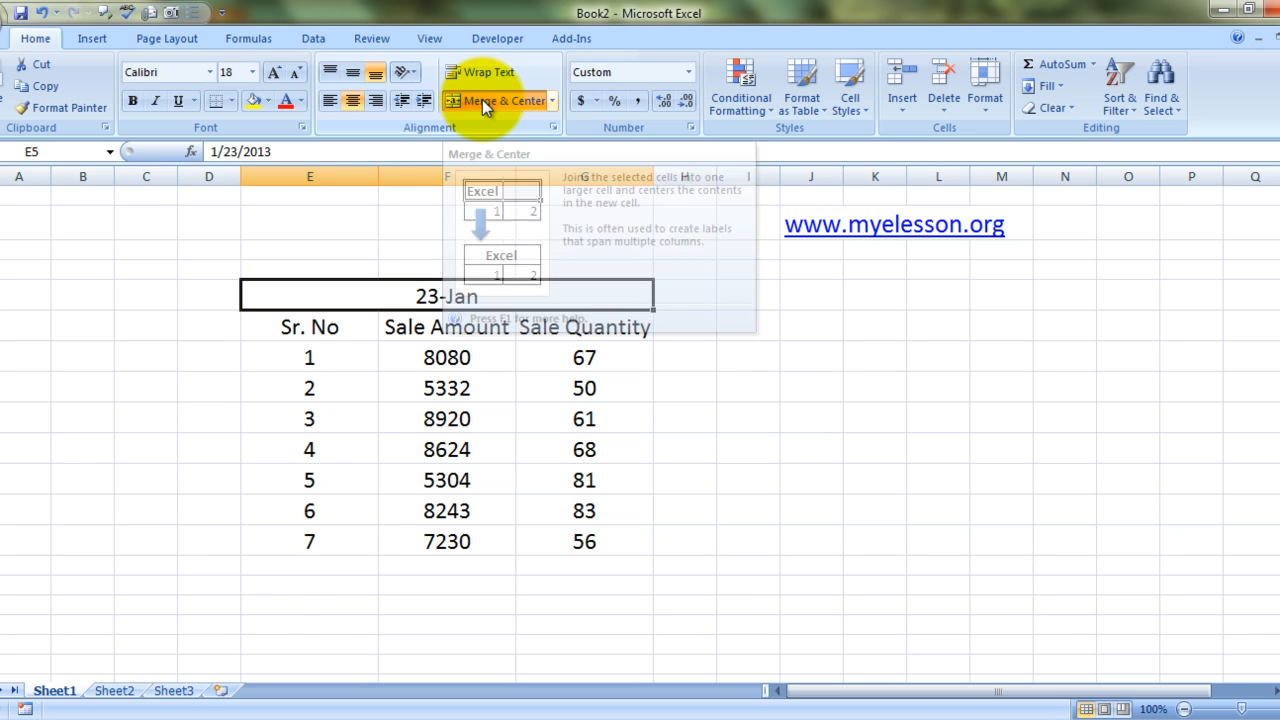 Book2 - Microsoft Excel
Home Insert Page Layout Formulas Data Review View Developer Add-Ins
Cut
Copy
Format Painter
Clipboard
Calibri 18
B I U
Font
Wrap Text
Merge & Center
Alignment
Custom
$ % ,
Number
Conditional Formatting
Format as Table
Cell Styles
Styles
Insert Delete Format
Cells
Σ AutoSum
Fill
Clear
Sort & Filter
Find & Select
Editing
E5 fx 1/23/2013
A B C D E F G H I J K L M N O P Q
Merge & Center
Excel
1 2
Excel
1 2
Joins the selected cells into one
larger cell and centers the contents
in the new cell.
This is often used to create labels
that span multiple columns.
Press F1 for more help.
www.myelesson.org
23-Jan
Sr. No Sale Amount Sale Quantity
1 8080 67
2 5332 50
3 8920 61
4 8624 68
5 5304 81
6 8243 83
7 7230 56
Sheet1 Sheet2 Sheet3
100%